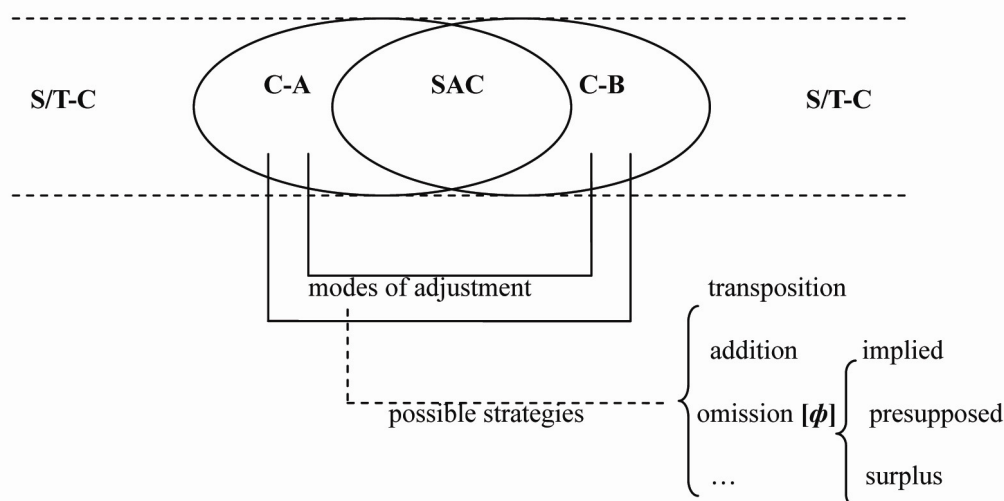 S/T-C C-A SAC C-B S/T-C
modes of adjustment
transposition
addition
implied
possible strategies
omission [ϕ]
presupposed
…
surplus